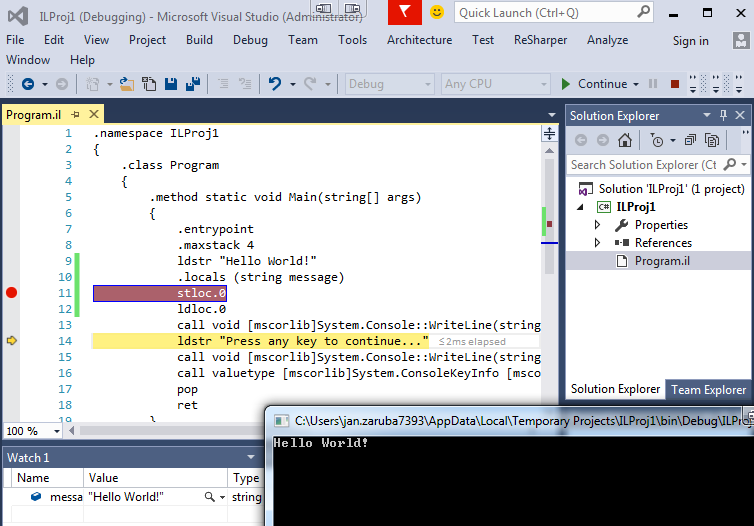 ILProj1 (Debugging) - Microsoft Visual Studio (Administrator)
Quick Launch (Ctrl+Q)
File Edit View Project Build Debug Team Tools Architecture Test ReSharper Analyze Sign in
Window Help
Debug Any CPU Continue
Program.il
1 .namespace ILProj1
2 {
3 .class Program
4 {
5 .method static void Main(string[] args)
6 {
7 .entrypoint
8 .maxstack 4
9 ldstr "Hello World!"
10 .locals (string message)
11 stloc.0
12 ldloc.0
13 call void [mscorlib]System.Console::WriteLine(string
14 ldstr "Press any key to continue..." ≤2ms elapsed
15 call void [mscorlib]System.Console::WriteLine(string
16 call valuetype [mscorlib]System.ConsoleKeyInfo [mscor
17 pop
18 ret
19 }
100 %
Solution Explorer
Search Solution Explorer (Ct
Solution 'ILProj1' (1 project)
C# ILProj1
Properties
References
Program.il
Solution Explorer Team Explorer
Watch 1
Name Value Type
messa "Hello World!" string
C:\Users\jan.zaruba7393\AppData\Local\Temporary Projects\ILProj1\bin\Debug\ILProj
Hello World!